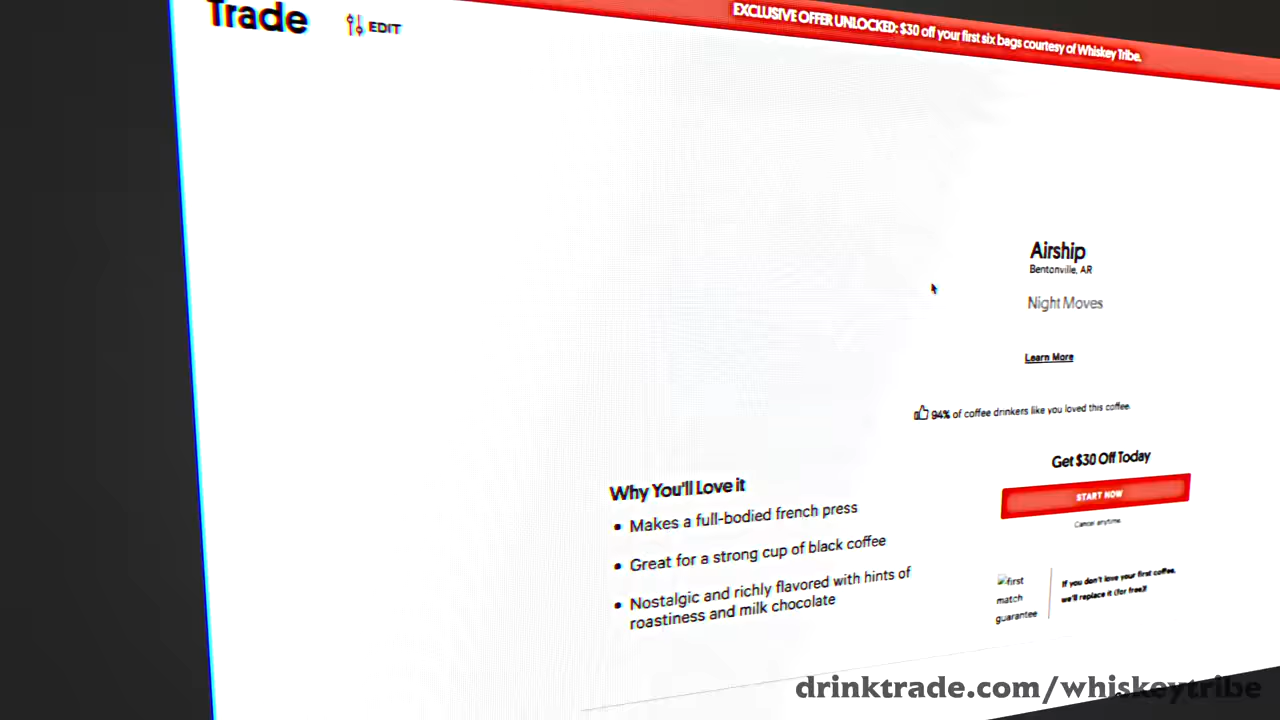 Trade
EDIT
EXCLUSIVE OFFER UNLOCKED: $30 off your first six bags courtesy of Whiskey Tribe.
Airship
Bentonville, AR
Night Moves
Learn More
94% of coffee drinkers like you loved this coffee.
Get $30 Off Today
START NOW
Cancel anytime.
Why You'll Love it
• Makes a full-bodied french press
• Great for a strong cup of black coffee
• Nostalgic and richly flavored with hints of
roastiness and milk chocolate
first
match
guarantee
If you don't love your first coffee,
we'll replace it (for free)!
drinktrade.com/whiskeytribe